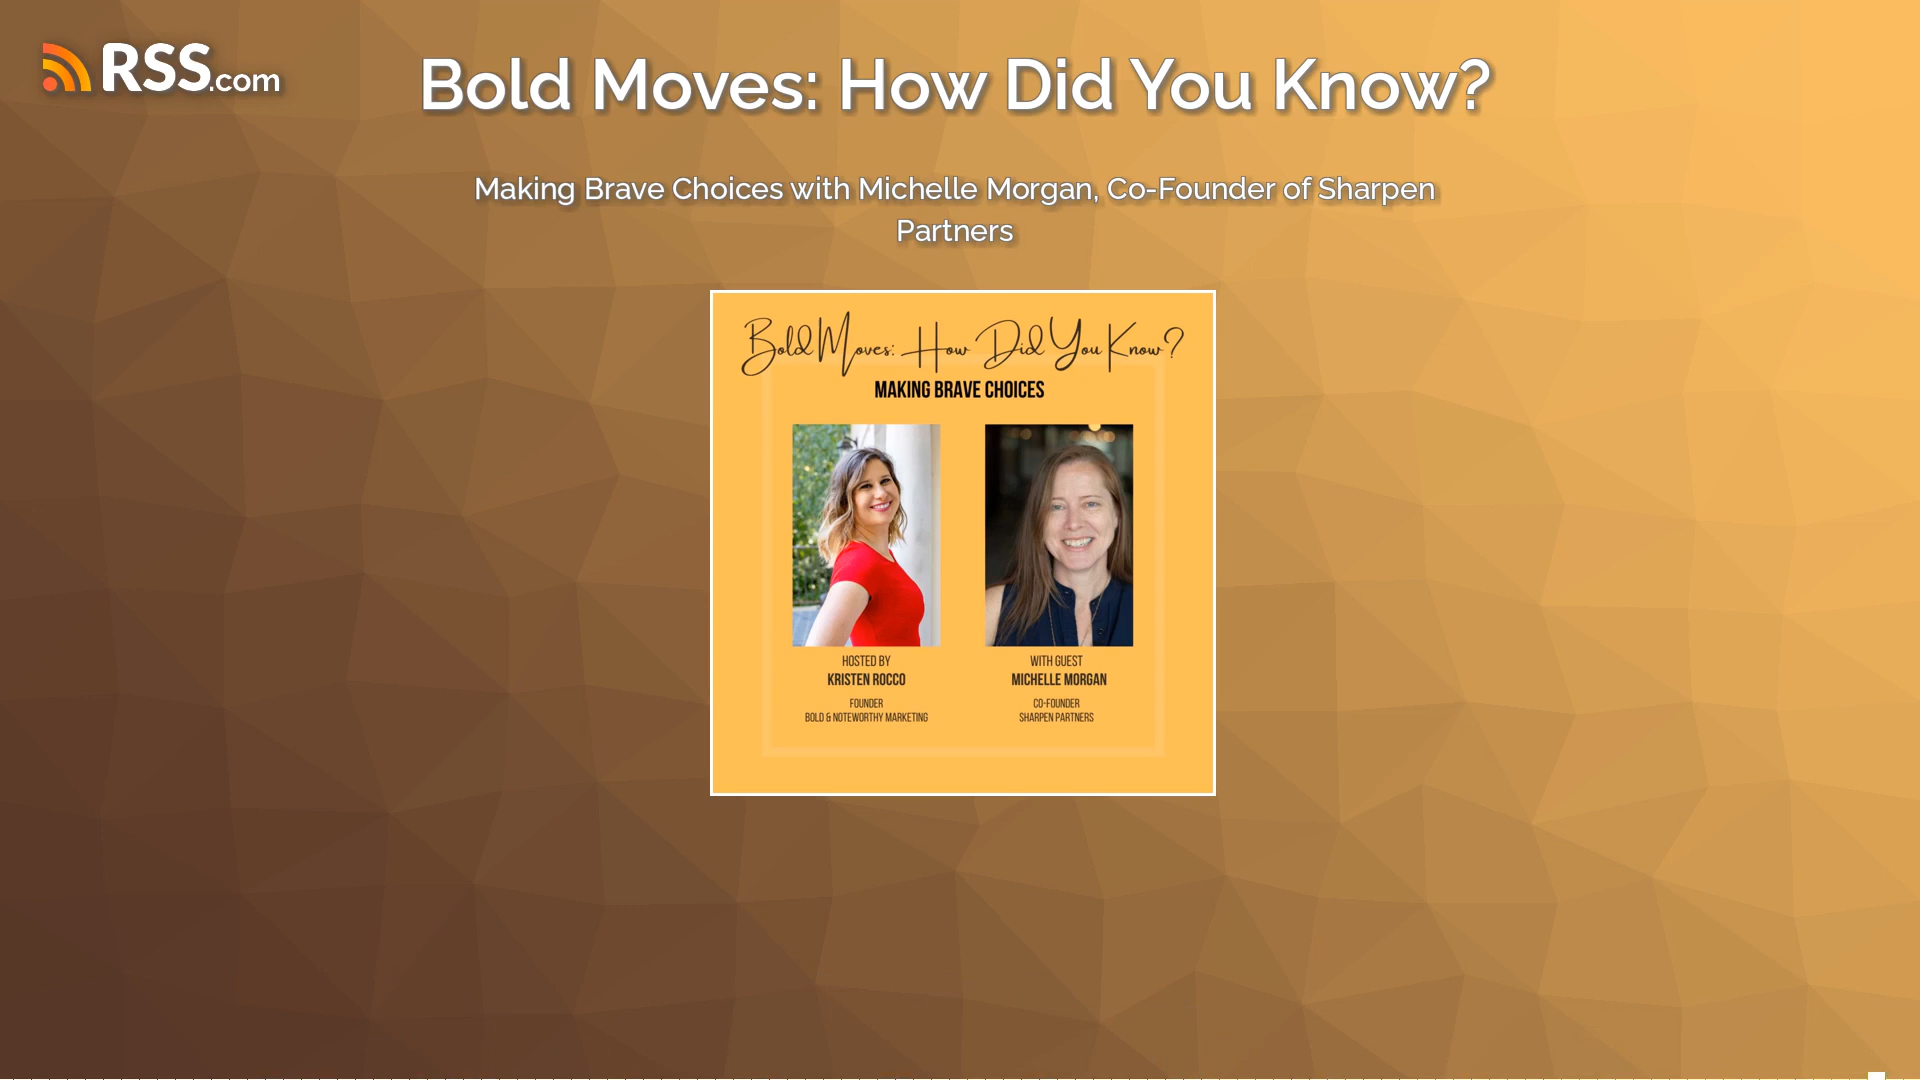 RSS.com
Bold Moves: How Did You Know?
Making Brave Choices with Michelle Morgan, Co-Founder of Sharpen
Partners
Bold Moves: How Did You Know?
MAKING BRAVE CHOICES
HOSTED BY
KRISTEN ROCCO
FOUNDER
BOLD & NOTEWORTHY MARKETING
WITH GUEST
MICHELLE MORGAN
CO-FOUNDER
SHARPEN PARTNERS